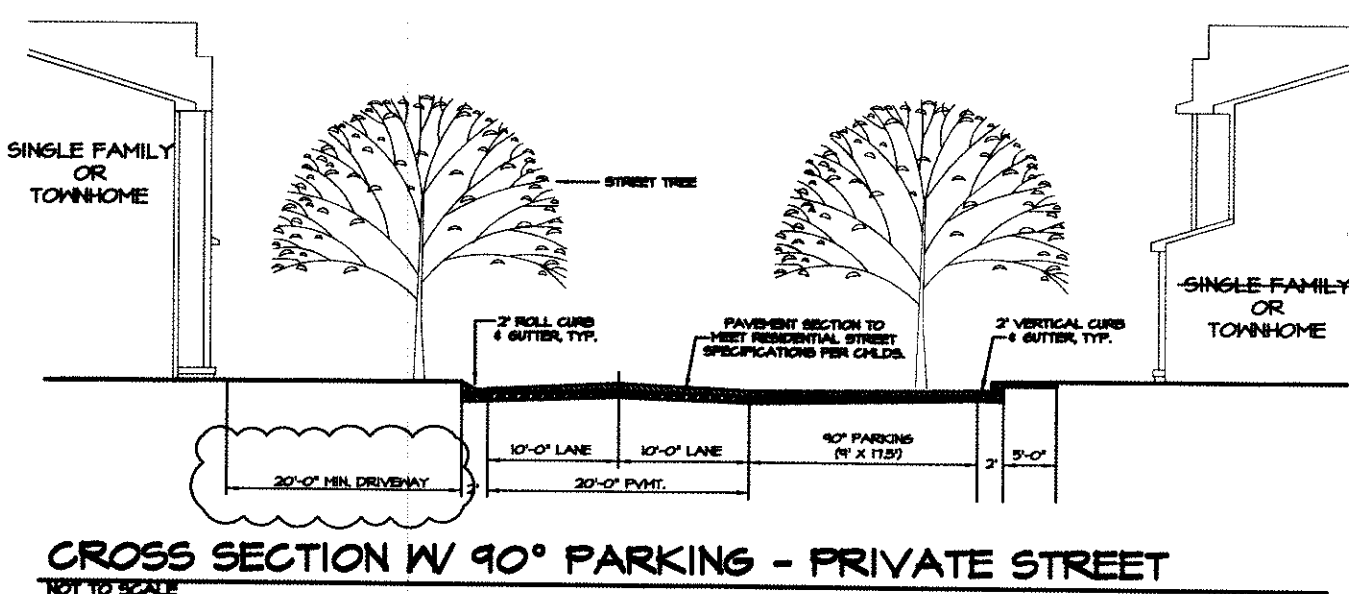 SINGLE FAMILY
OR
TOWNHOME
STREET TREE
SINGLE FAMILY
OR
TOWNHOME
2' ROLL CURB
& GUTTER, TYP.
PAVEMENT SECTION TO
MEET RESIDENTIAL STREET
SPECIFICATIONS PER CMLDS.
2' VERTICAL CURB
& GUTTER, TYP.
10'-0" LANE
10'-0" LANE
90° PARKING
(9' X 17.5')
2'
5'-0"
20'-0" MIN. DRIVEWAY
2'
20'-0" PVMT.
CROSS SECTION W/ 90° PARKING - PRIVATE STREET
NOT TO SCALE